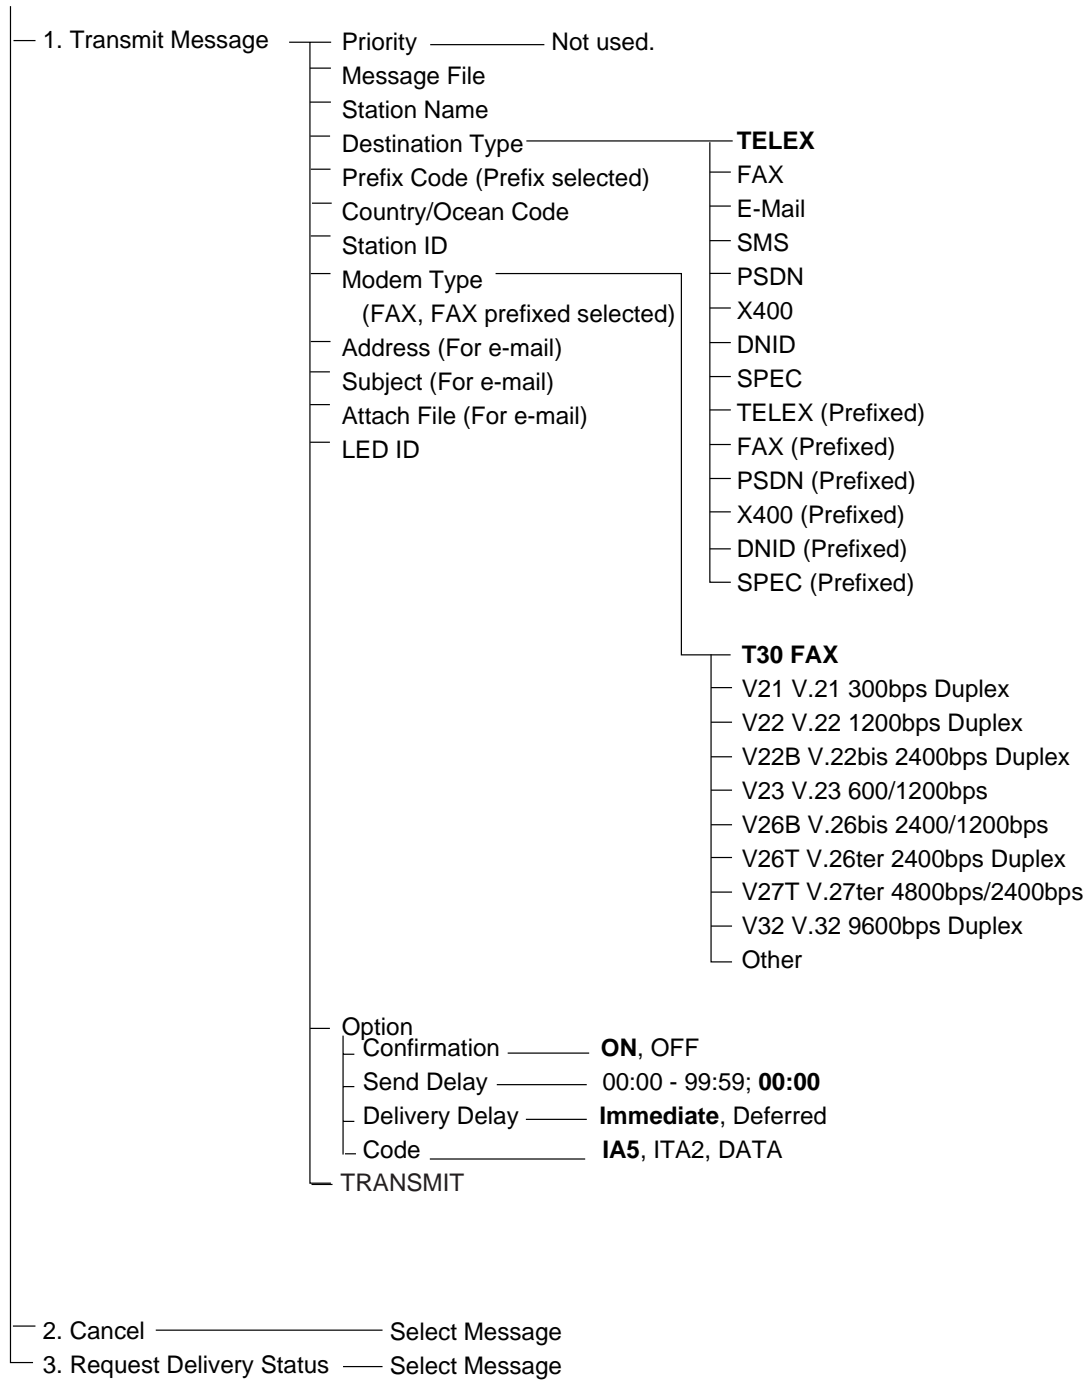 1. Transmit Message
Priority
Not used.
Message File
Station Name
Destination Type
Prefix Code (Prefix selected)
Country/Ocean Code
Station ID
Modem Type
(FAX, FAX prefixed selected)
Address (For e-mail)
Subject (For e-mail)
Attach File (For e-mail)
LED ID
TELEX
FAX
E-Mail
SMS
PSDN
X400
DNID
SPEC
TELEX (Prefixed)
FAX (Prefixed)
PSDN (Prefixed)
X400 (Prefixed)
DNID (Prefixed)
SPEC (Prefixed)
T30 FAX
V21 V.21 300bps Duplex
V22 V.22 1200bps Duplex
V22B V.22bis 2400bps Duplex
V23 V.23 600/1200bps
V26B V.26bis 2400/1200bps
V26T V.26ter 2400bps Duplex
V27T V.27ter 4800bps/2400bps
V32 V.32 9600bps Duplex
Other
Option
Confirmation ON, OFF
Send Delay 00:00 - 99:59; 00:00
Delivery Delay Immediate, Deferred
Code IA5, ITA2, DATA
TRANSMIT
2. Cancel Select Message
3. Request Delivery Status Select Message